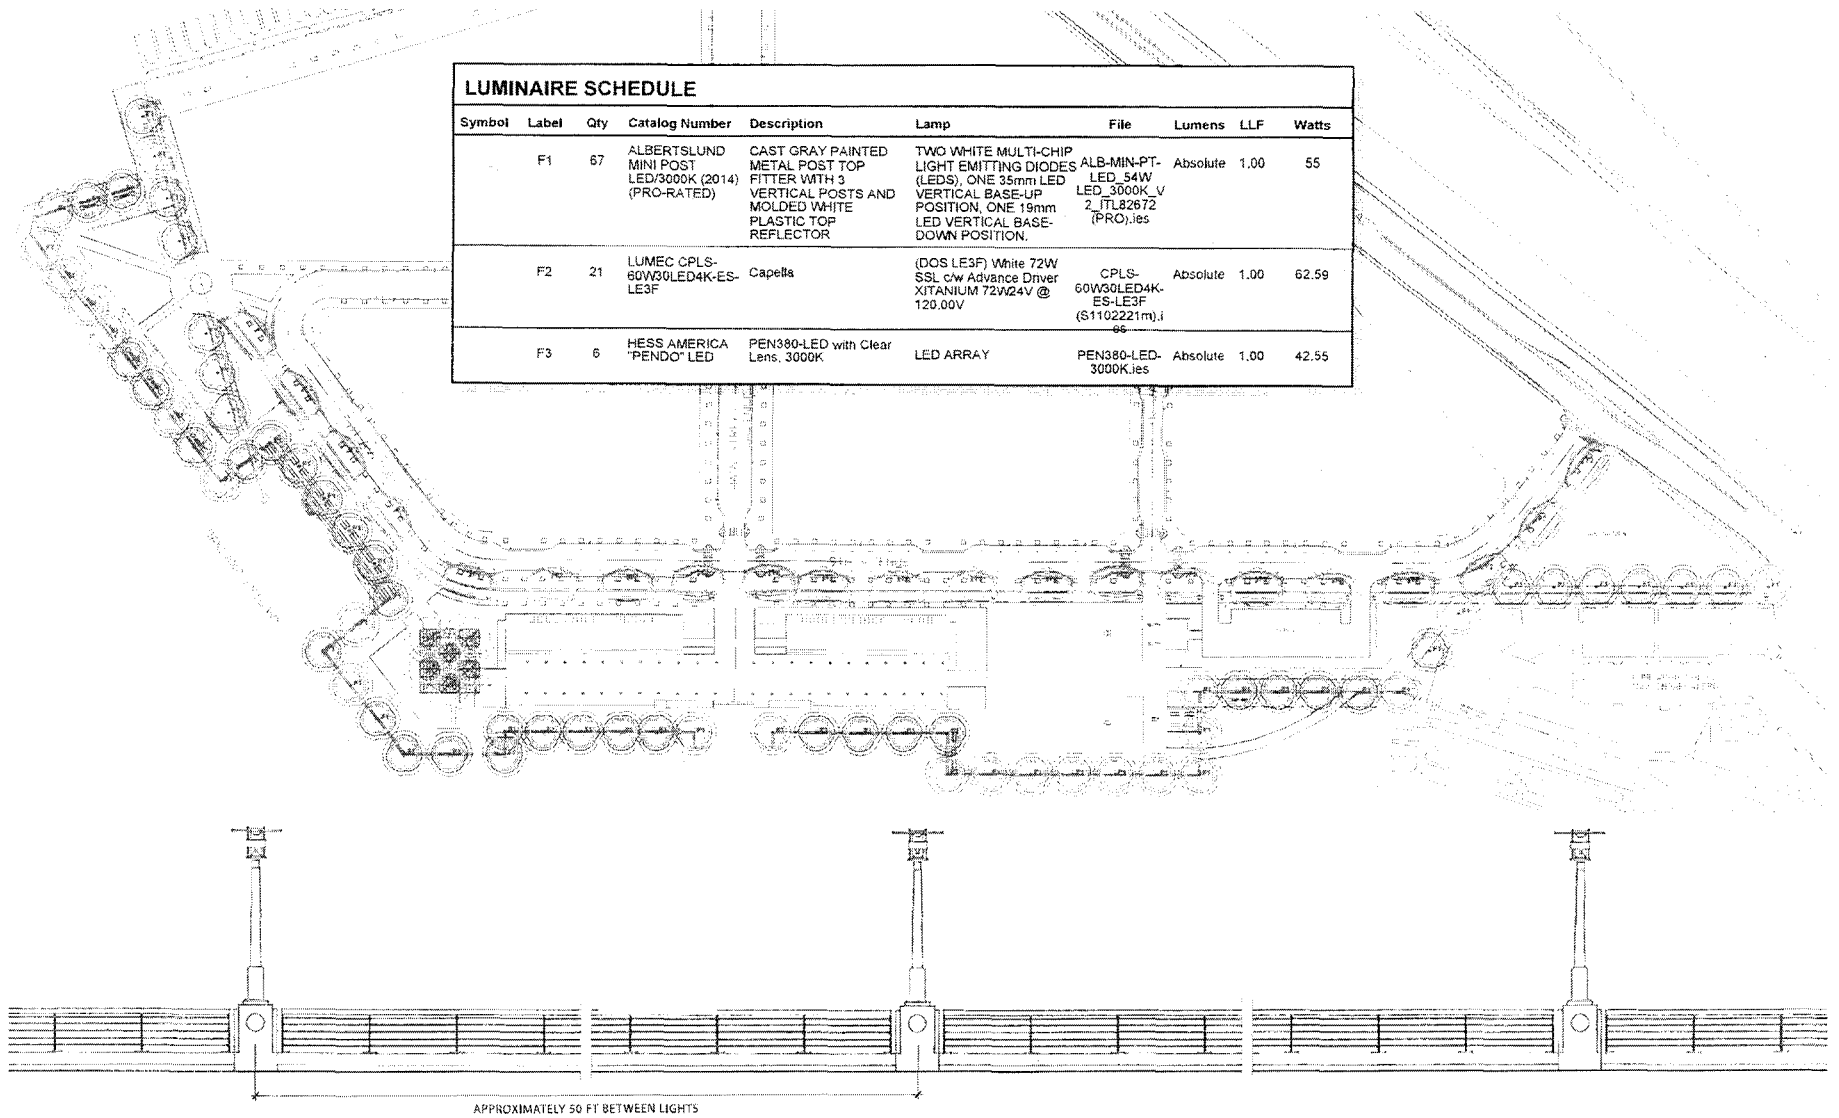 LUMINAIRE SCHEDULE
Symbol Label Qty Catalog Number Description Lamp File Lumens LLF Watts
F1 67
ALBERTSLUND
MINI POST
LED/3000K (2014)
(PRO-RATED)
CAST GRAY PAINTED
METAL POST TOP
FITTER WITH 3
VERTICAL POSTS AND
MOLDED WHITE
PLASTIC TOP
REFLECTOR
TWO WHITE MULTI-CHIP
LIGHT EMITTING DIODES
(LEDS), ONE 35mm LED
VERTICAL BASE-UP
POSITION, ONE 19mm
LED VERTICAL BASE-
DOWN POSITION.
ALB-MIN-PT-
LED_54W
LED_3000K_V
2_ITL82672
(PRO).ies
Absolute 1.00 55
F2 21
LUMEC CPLS-
60W30LED4K-ES-
LE3F
Capella
(DOS LE3F) White 72W
SSL c/w Advance Driver
XITANIUM 72W24V @
120.00V
CPLS-
60W30LED4K-
ES-LE3F
(S1102221m).i
es
Absolute 1.00 62.59
F3 6
HESS AMERICA
"PENDO" LED
PEN380-LED with Clear
Lens, 3000K
LED ARRAY
PEN380-LED-
3000K.ies
Absolute 1.00 42.55
APPROXIMATELY 50 FT BETWEEN LIGHTS